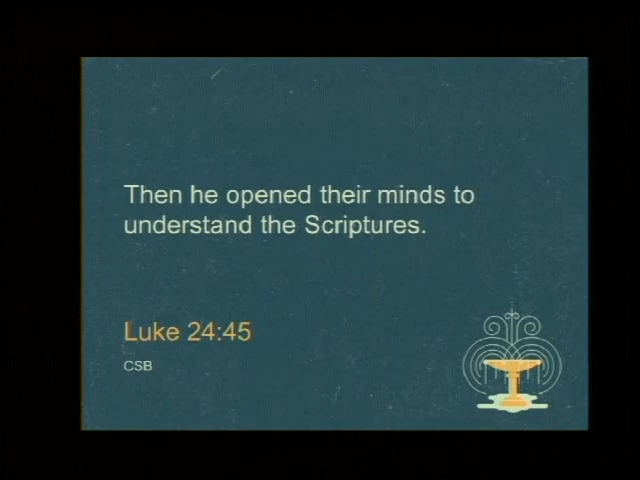 Then he opened their minds to
understand the Scriptures.
Luke 24:45
CSB